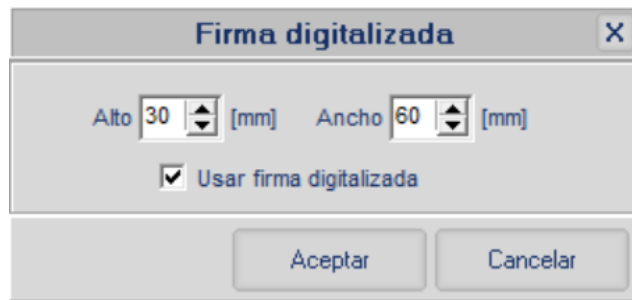 Firma digitalizada X
Alto 30 [mm] Ancho 60 [mm]
Usar firma digitalizada
Aceptar Cancelar